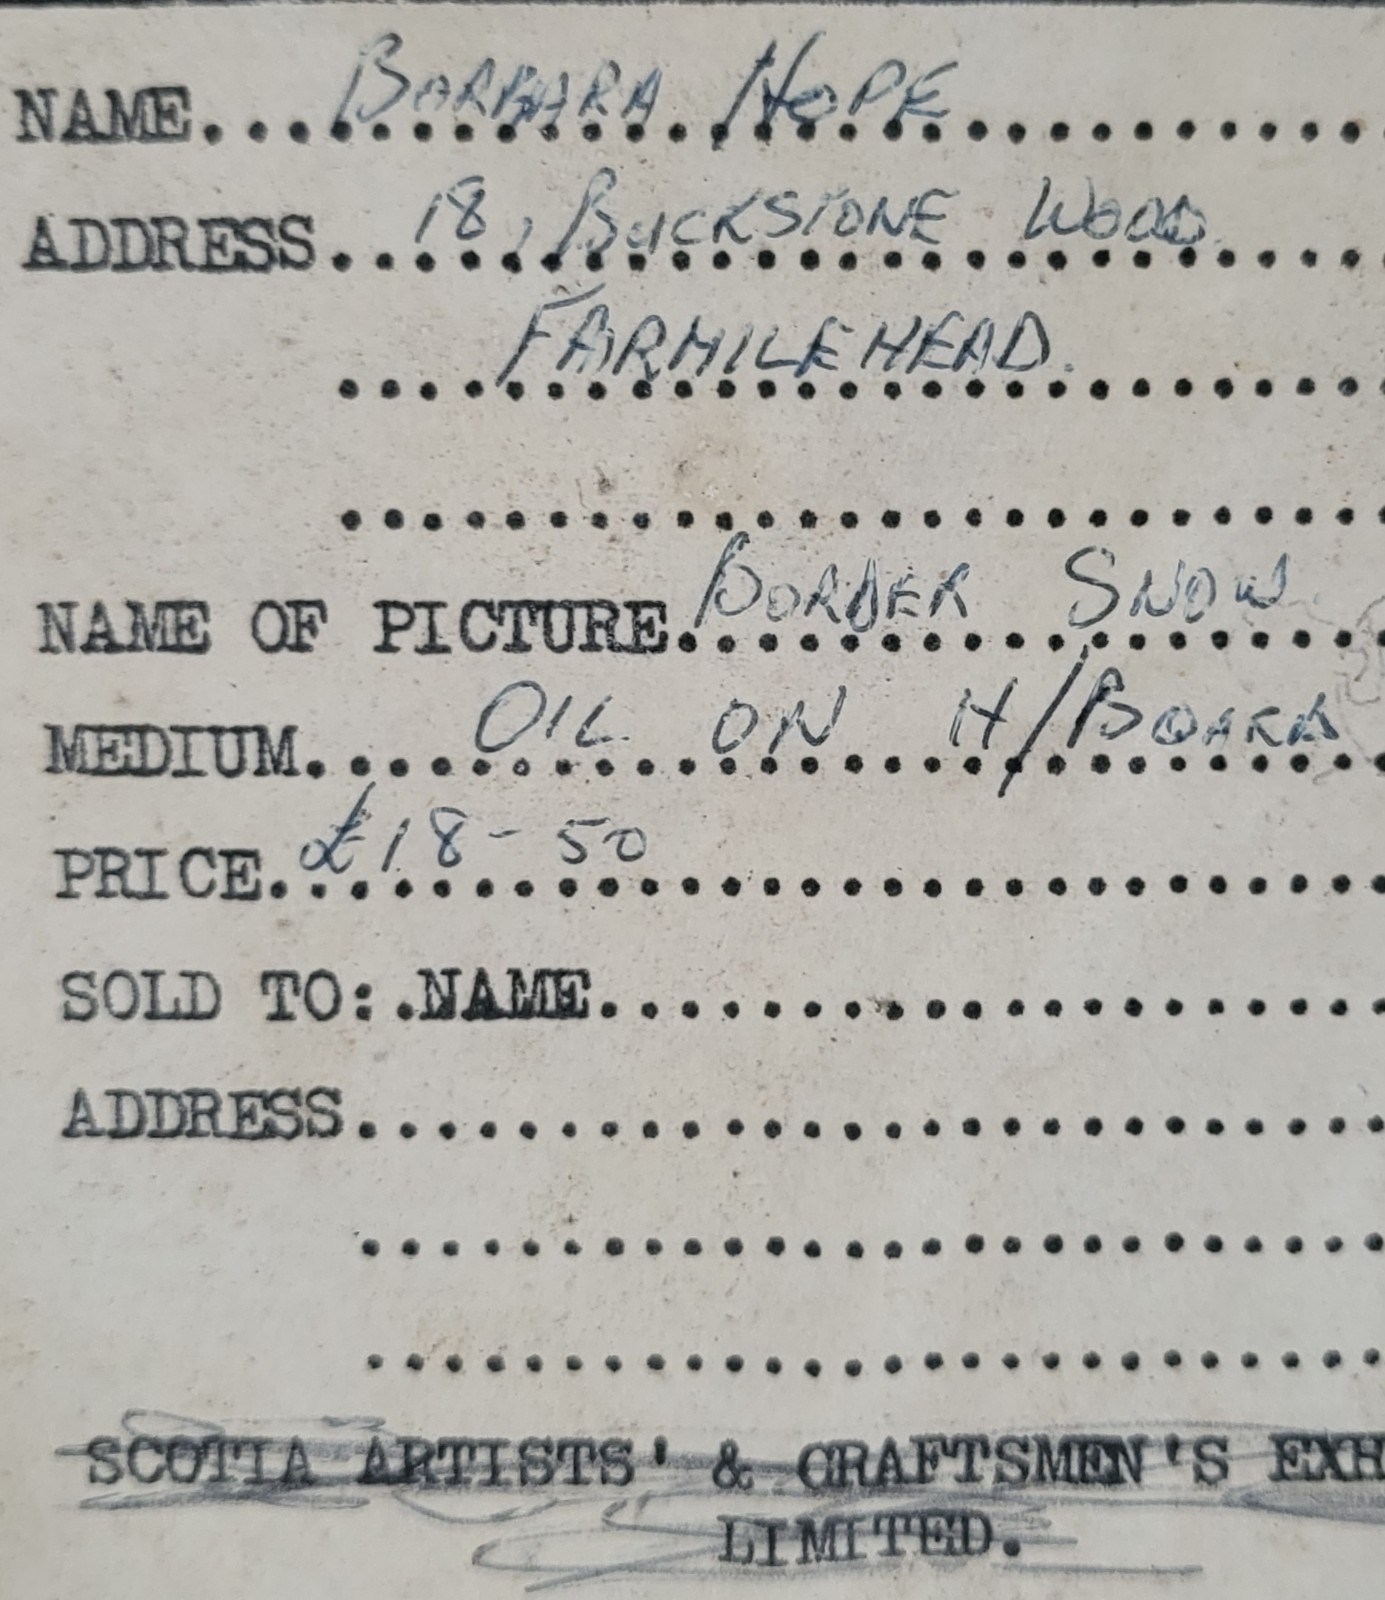 NAME... BARBARA HOPE
ADDRESS... 18, BUCKSTONE WOOD
FAIRMILEHEAD.
NAME OF PICTURE. BORDER SNOW
MEDIUM.... OIL ON H/BOARD
PRICE. £18-50
SOLD TO: .NAME.
ADDRESS.
SCOTIA ARTISTS' & CRAFTSMEN'S EXH
LIMITED.